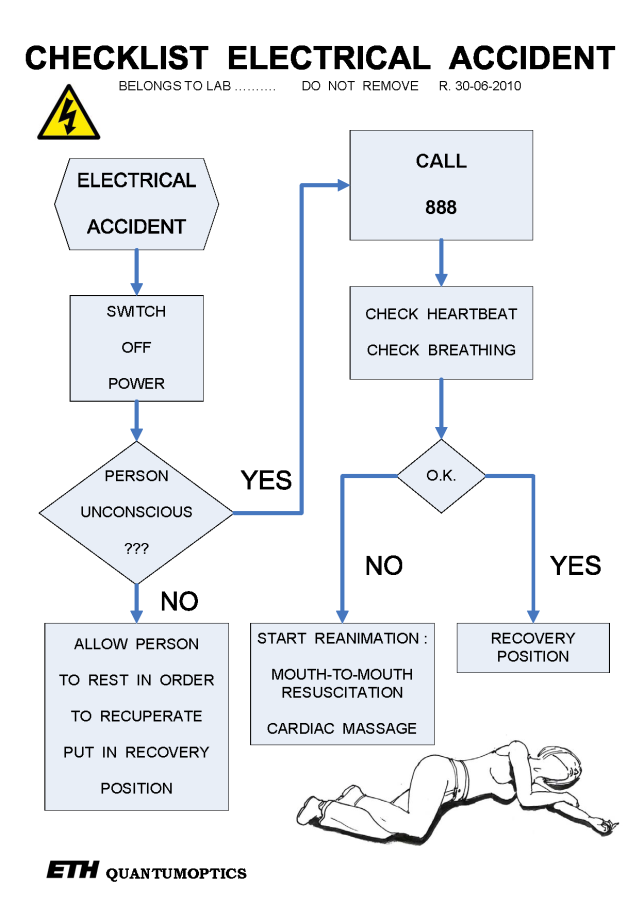 CHECKLIST ELECTRICAL ACCIDENT
BELONGS TO LAB .......... DO NOT REMOVE R. 30-06-2010
ELECTRICAL
ACCIDENT
SWITCH
OFF
POWER
PERSON
UNCONSCIOUS
???
YES
NO
ALLOW PERSON
TO REST IN ORDER
TO RECUPERATE
PUT IN RECOVERY
POSITION
CALL
888
CHECK HEARTBEAT
CHECK BREATHING
O.K.
NO
YES
START REANIMATION :
MOUTH-TO-MOUTH
RESUSCITATION
CARDIAC MASSAGE
RECOVERY
POSITION
ETH QUANTUMOPTICS